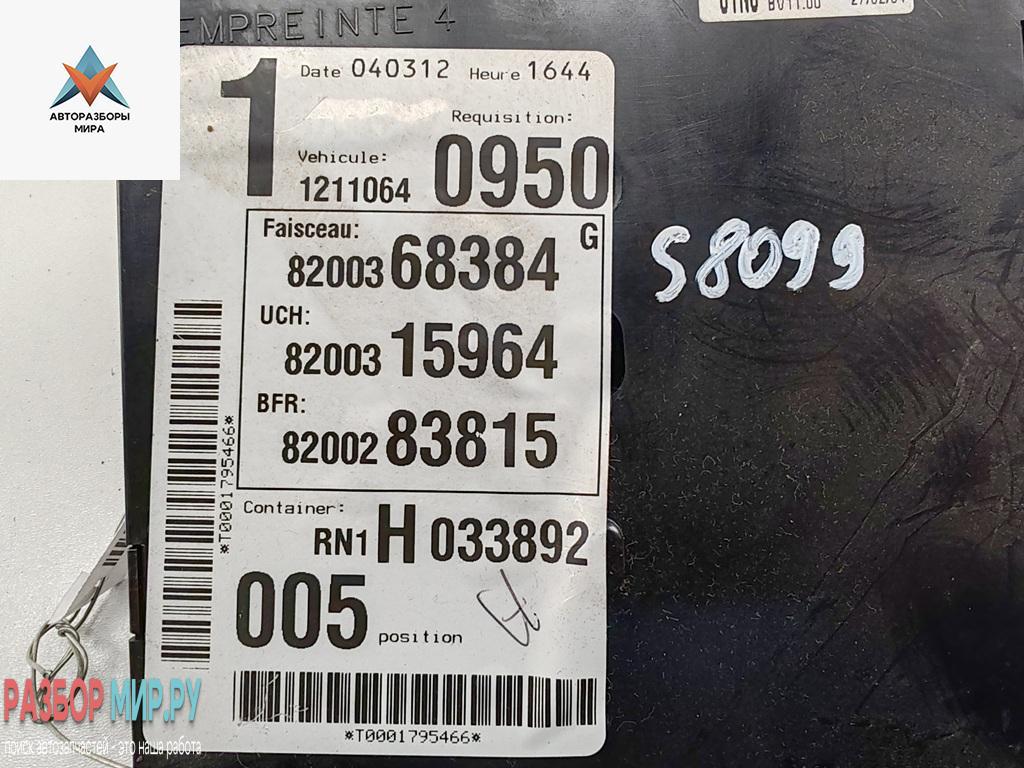 EMPREINTE 4
BV11.00
АВТОРАЗБОРЫ
МИРА
1
Date 040312 Heure 1644
Requisition:
Vehicule:
1211064 0950
Faisceau: G
82003 68384
UCH:
82003 15964
BFR:
82002 83815
Container:
RN1 H 033892
005 position
*T0001795466*
*T0001795466*
S8099
РАЗБОР МИР.РУ
поиск автозапчастей - это наша работа